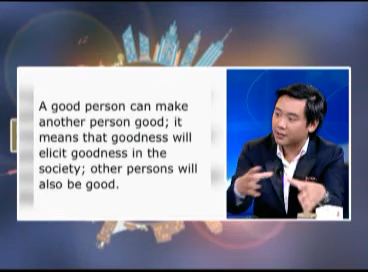 A good person can make
another person good; it
means that goodness will
elicit goodness in the
society; other persons will
also be good.